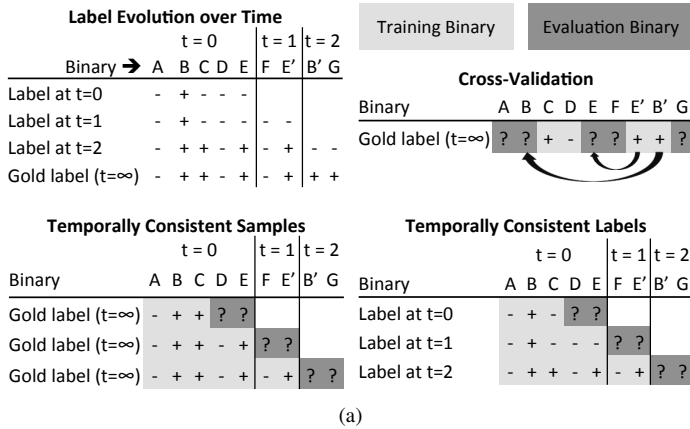 Label Evolution over Time
t = 0 t = 1 t = 2
Binary ➔ A B C D E F E’ B’ G
Label at t=0 - + - - -
Label at t=1 - + - - - - -
Label at t=2 - + + - + - + - -
Gold label (t=∞) - + + - + - + + +
Training Binary
Evaluation Binary
Cross-Validation
Binary A B C D E F E’ B’ G
Gold label (t=∞) ? ? + - ? ? + + ?
Temporally Consistent Samples
t = 0 t = 1 t = 2
Binary A B C D E F E’ B’ G
Gold label (t=∞) - + + ? ?
Gold label (t=∞) - + + - + ? ?
Gold label (t=∞) - + + - + - + ? ?
Temporally Consistent Labels
t = 0 t = 1 t = 2
Binary A B C D E F E’ B’ G
Label at t=0 - + - ? ?
Label at t=1 - + - - - ? ?
Label at t=2 - + + - + - + ? ?
(a)